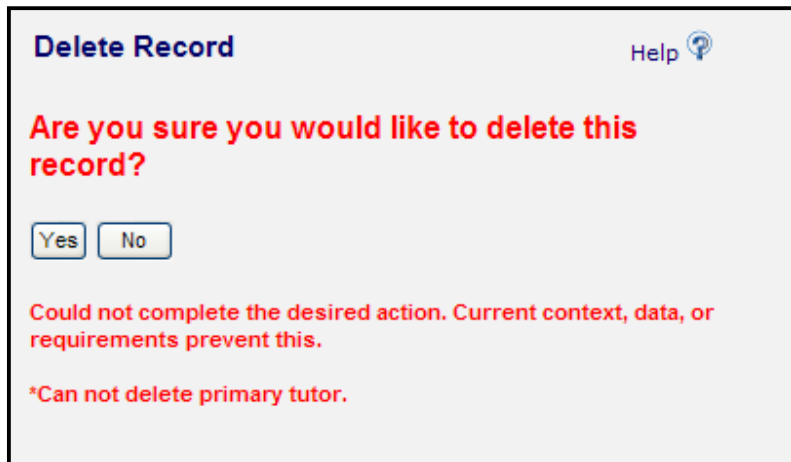 Delete Record
Help
Are you sure you would like to delete this
record?
Yes No
Could not complete the desired action. Current context, data, or
requirements prevent this.
*Can not delete primary tutor.